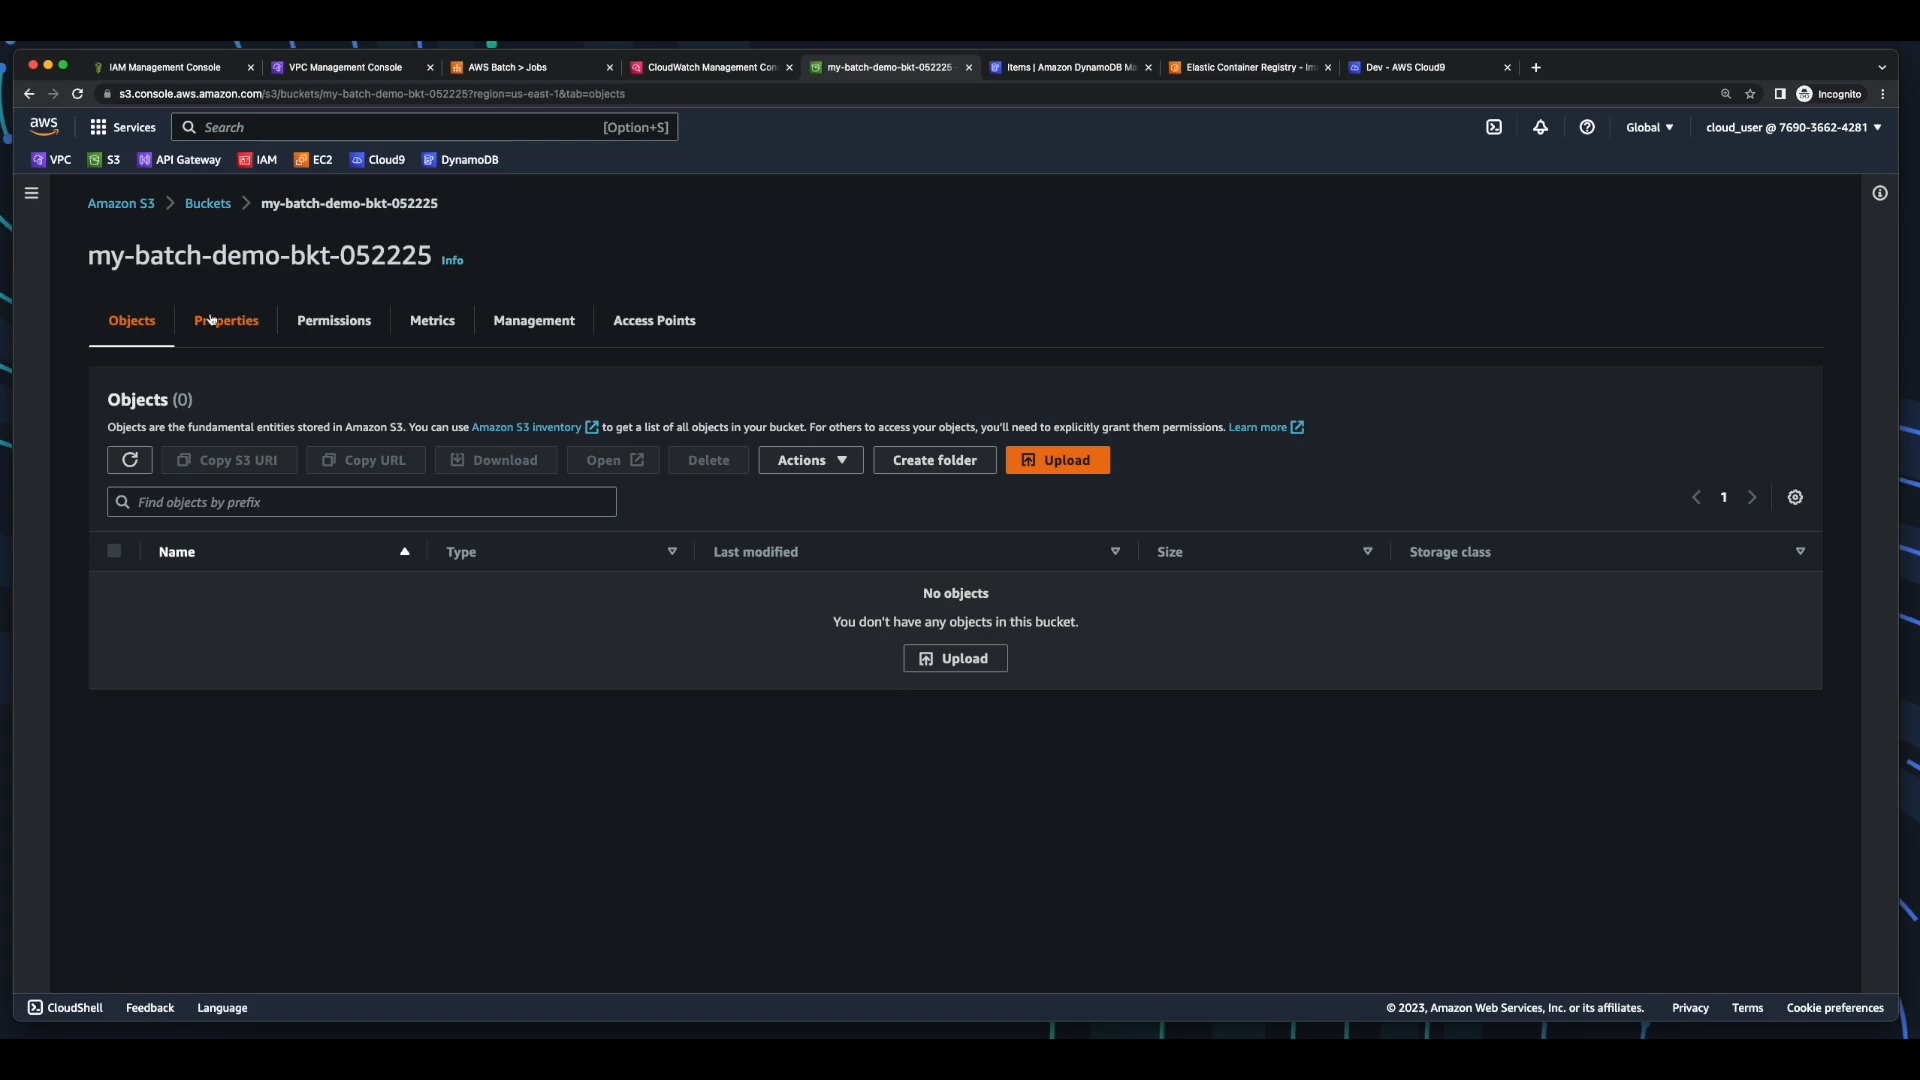 IAM Management Console
VPC Management Console
AWS Batch > Jobs
CloudWatch Management Con
my-batch-demo-bkt-052225
Items | Amazon DynamoDB Ma
Elastic Container Registry - Im
Dev - AWS Cloud9
s3.console.aws.amazon.com/s3/buckets/my-batch-demo-bkt-052225?region=us-east-1&tab=objects
Incognito
aws
Services
Search
[Option+S]
Global
cloud_user @ 7690-3662-4281
VPC
S3
API Gateway
IAM
EC2
Cloud9
DynamoDB
Amazon S3
Buckets
my-batch-demo-bkt-052225
my-batch-demo-bkt-052225 Info
Objects
Properties
Permissions
Metrics
Management
Access Points
Objects (0)
Objects are the fundamental entities stored in Amazon S3. You can use Amazon S3 inventory to get a list of all objects in your bucket. For others to access your objects, you'll need to explicitly grant them permissions. Learn more
Copy S3 URI
Copy URL
Download
Open
Delete
Actions
Create folder
Upload
Find objects by prefix
1
Name
Type
Last modified
Size
Storage class
No objects
You don't have any objects in this bucket.
Upload
CloudShell
Feedback
Language
© 2023, Amazon Web Services, Inc. or its affiliates.
Privacy
Terms
Cookie preferences